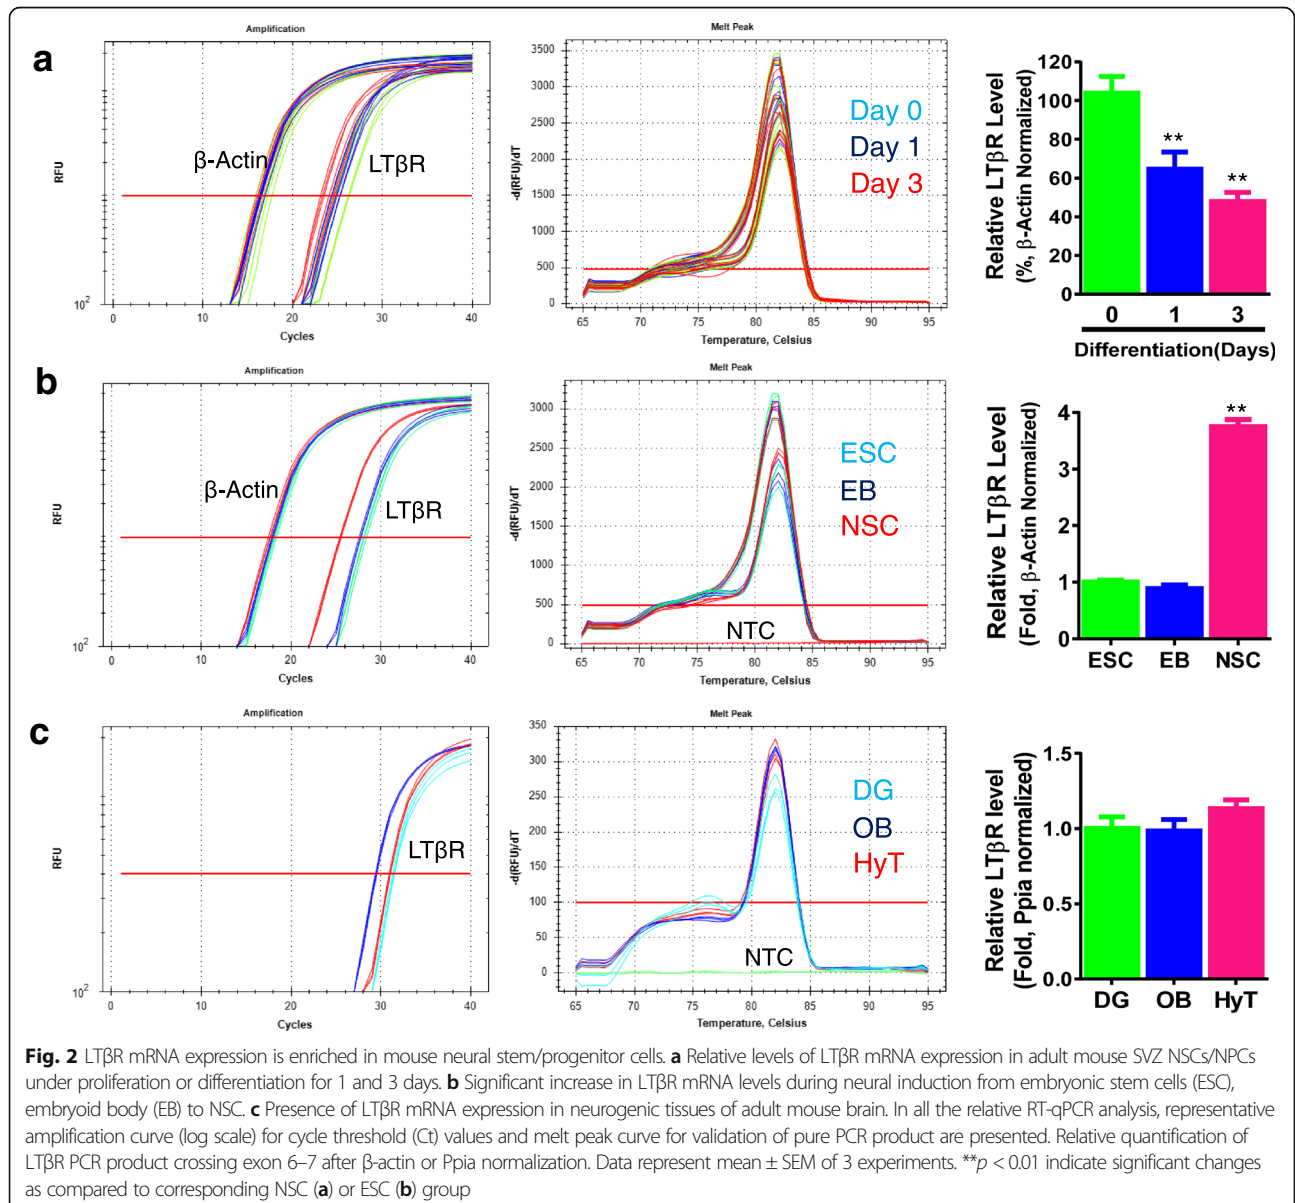 a
Amplification
RFU
10²
β-Actin
LTβR
0 10 20 30 40
Cycles
Melt Peak
-d(RFU)/dT
3500
3000
2500
2000
1500
1000
500
0
Day 0
Day 1
Day 3
65 70 75 80 85 90 95
Temperature, Celsius
Relative LTβR Level
(%, β-Actin Normalized)
120
100
80
60
40
20
0
**
**
0 1 3
Differentiation(Days)
b
Amplification
RFU
10²
β-Actin
LTβR
0 10 20 30 40
Cycles
Melt Peak
-d(RFU)/dT
3000
2500
2000
1500
1000
500
0
ESC
EB
NSC
NTC
65 70 75 80 85 90 95
Temperature, Celsius
Relative LTβR Level
(Fold, β-Actin Normalized)
4
3
2
1
0
**
ESC EB NSC
c
Amplification
RFU
10²
LTβR
0 10 20 30 40
Cycles
Melt Peak
-d(RFU)/dT
350
300
250
200
150
100
50
0
DG
OB
HyT
NTC
65 70 75 80 85 90 95
Temperature, Celsius
Relative LTβR level
(Fold, Ppia normalized)
1.5
1.0
0.5
0.0
DG OB HyT
Fig. 2 LTβR mRNA expression is enriched in mouse neural stem/progenitor cells. a Relative levels of LTβR mRNA expression in adult mouse SVZ NSCs/NPCs
under proliferation or differentiation for 1 and 3 days. b Significant increase in LTβR mRNA levels during neural induction from embryonic stem cells (ESC),
embryoid body (EB) to NSC. c Presence of LTβR mRNA expression in neurogenic tissues of adult mouse brain. In all the relative RT-qPCR analysis, representative
amplification curve (log scale) for cycle threshold (Ct) values and melt peak curve for validation of pure PCR product are presented. Relative quantification of
LTβR PCR product crossing exon 6–7 after β-actin or Ppia normalization. Data represent mean ± SEM of 3 experiments. **p < 0.01 indicate significant changes
as compared to corresponding NSC (a) or ESC (b) group